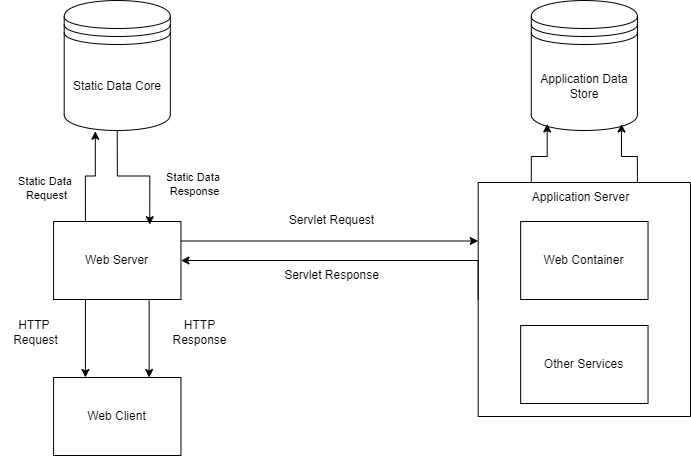 Static Data Core
Application Data
Store
Static Data
Request
Static Data
Response
Application Server
Servlet Request
Web Server
Servlet Response
Web Container
HTTP
Request
HTTP
Response
Other Services
Web Client